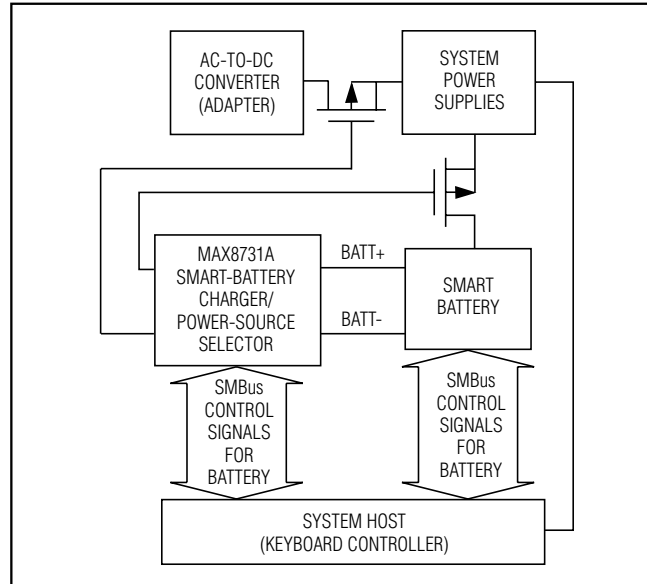 AC-TO-DC
CONVERTER
(ADAPTER)
SYSTEM
POWER
SUPPLIES
MAX8731A
SMART-BATTERY
CHARGER/
POWER-SOURCE
SELECTOR
BATT+
BATT-
SMART
BATTERY
SMBus
CONTROL
SIGNALS
FOR
BATTERY
SMBus
CONTROL
SIGNALS
FOR
BATTERY
SYSTEM HOST
(KEYBOARD CONTROLLER)